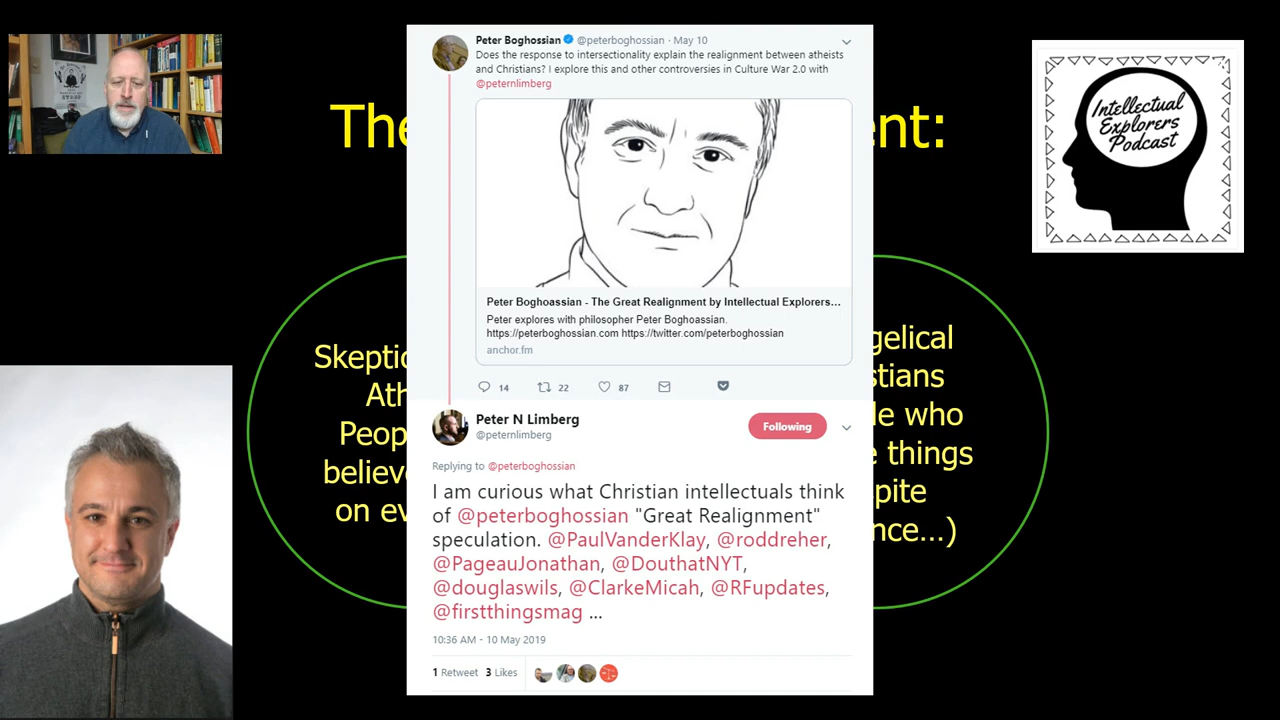 The
ent:
Skeptic
Ath
Peop
believe
on ev
gelical
stians
le who
e things
pite
nce...)
Peter Boghossian @peterboghossian · May 10
Does the response to intersectionality explain the realignment between atheists
and Christians? I explore this and other controversies in Culture War 2.0 with
@peternlimberg
Peter Boghoassian - The Great Realignment by Intellectual Explorers...
Peter explores with philosopher Peter Boghoassian.
https://peterboghossian.com https://twitter.com/peterboghossian
anchor.fm
14 22 87
Peter N Limberg
@peternlimberg
Following
Replying to @peterboghossian
I am curious what Christian intellectuals think
of @peterboghossian "Great Realignment"
speculation. @PaulVanderKlay, @roddreher,
@PageauJonathan, @DouthatNYT,
@douglaswils, @ClarkeMicah, @RFupdates,
@firstthingsmag ...
10:36 AM - 10 May 2019
1 Retweet 3 Likes
Intellectual
Explorers
Podcast